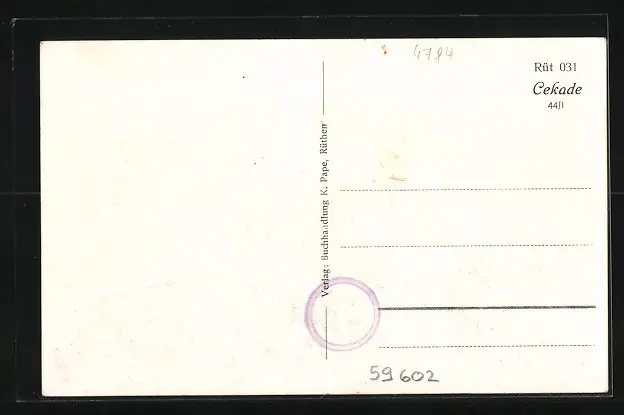 4784
Rüt 031
Cekade
44/I
Verlag: Buchhandlung K. Pape, Rüthen
59602